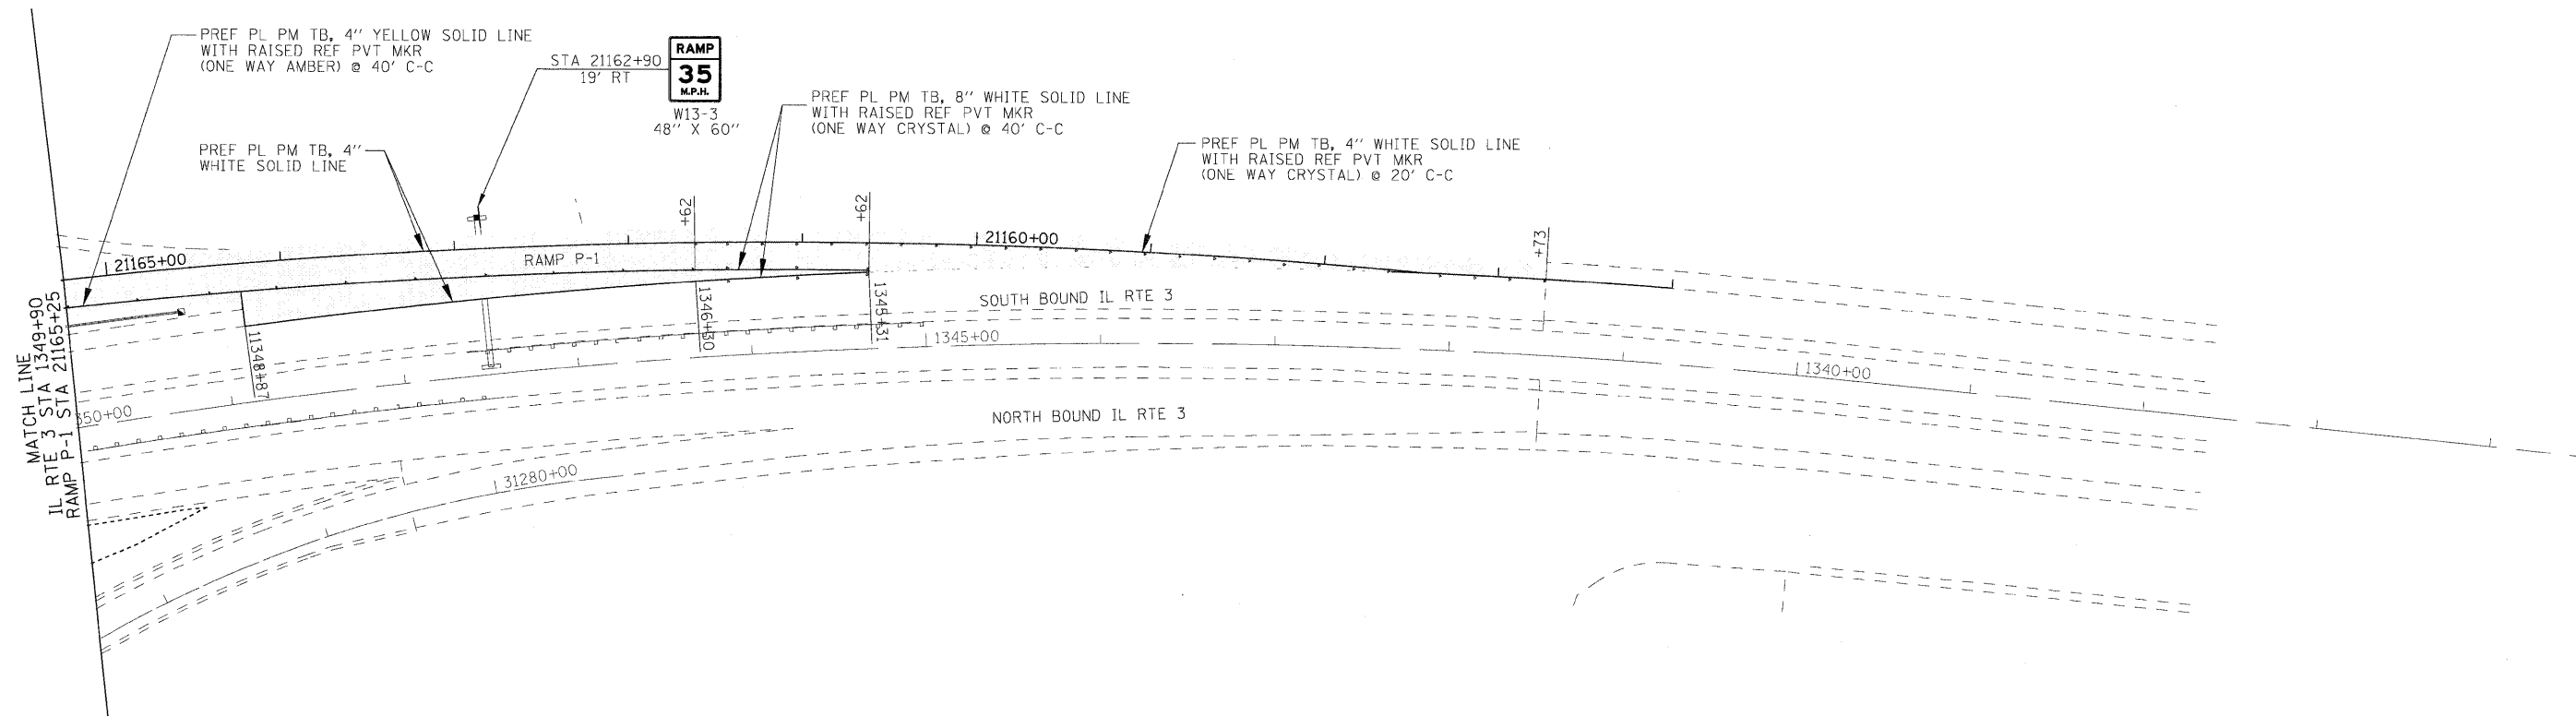 PREF PL PM TB, 4" YELLOW SOLID LINE
WITH RAISED REF PVT MKR
(ONE WAY AMBER) @ 40' C-C
STA 21162+90
19' RT
RAMP
35
M.P.H.
W13-3
48" X 60"
PREF PL PM TB, 8" WHITE SOLID LINE
WITH RAISED REF PVT MKR
(ONE WAY CRYSTAL) @ 40' C-C
PREF PL PM TB, 4" WHITE SOLID LINE
WITH RAISED REF PVT MKR
(ONE WAY CRYSTAL) @ 20' C-C
PREF PL PM TB, 4"
WHITE SOLID LINE
+62
+62
+73
21165+00
RAMP P-1
21160+00
SOUTH BOUND IL RTE 3
1348+87
1346+30
1345+31
1345+00
1340+00
350+00
NORTH BOUND IL RTE 3
31280+00
MATCH LINE
IL RTE 3 STA 1349+90
RAMP P-1 STA 21165+25